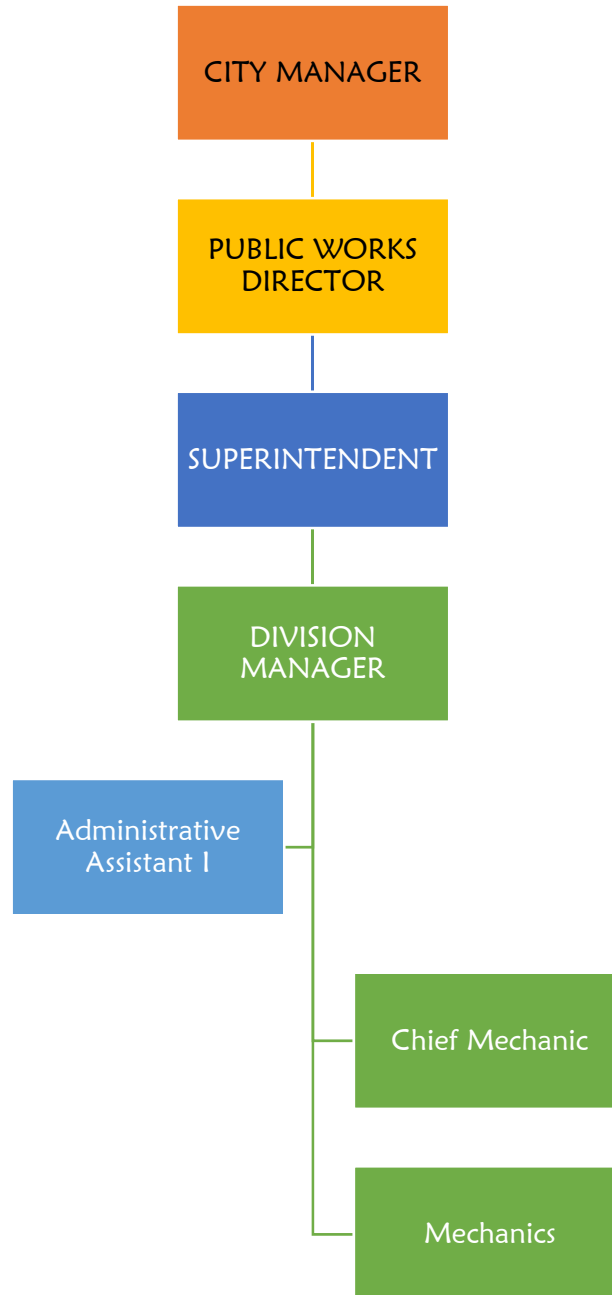 CITY MANAGER
PUBLIC WORKS
DIRECTOR
SUPERINTENDENT
DIVISION
MANAGER
Administrative
Assistant I
Chief Mechanic
Mechanics